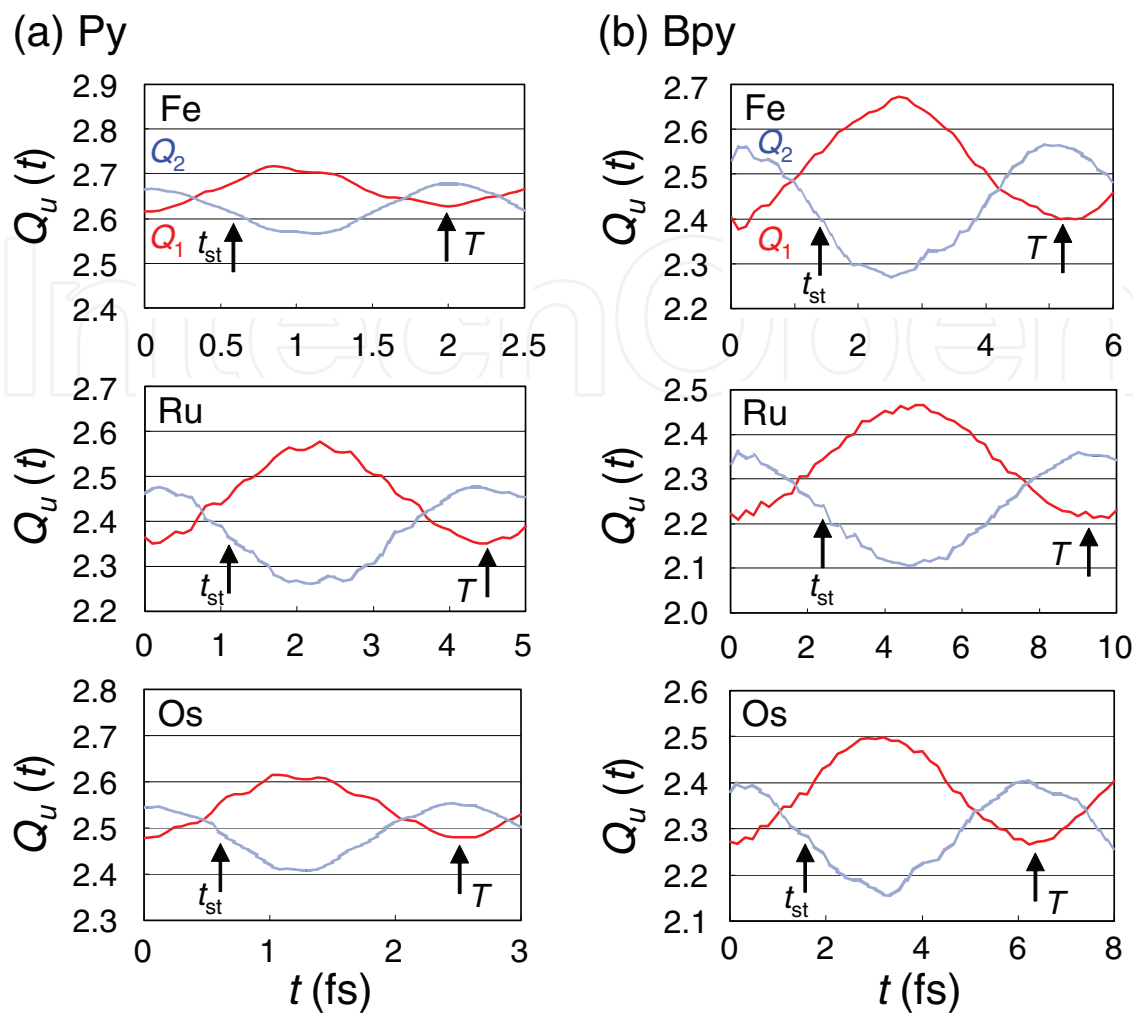 (a) Py
(b) Bpy
2.9
2.8
2.7
2.6
2.5
2.4
Qu (t)
Fe
Q2
Q1
tst
T
0 0.5 1 1.5 2 2.5
2.7
2.6
2.5
2.4
2.3
2.2
Qu (t)
Fe
Q2
Q1
tst
T
0 2 4 6
2.7
2.6
2.5
2.4
2.3
2.2
Qu (t)
Ru
tst
T
0 1 2 3 4 5
2.5
2.4
2.3
2.2
2.1
2.0
Qu (t)
Ru
tst
T
0 2 4 6 8 10
2.8
2.7
2.6
2.5
2.4
2.3
Qu (t)
Os
tst
T
0 1 2 3
t (fs)
2.6
2.5
2.4
2.3
2.2
2.1
Qu (t)
Os
tst
T
0 2 4 6 8
t (fs)
IntechOpen